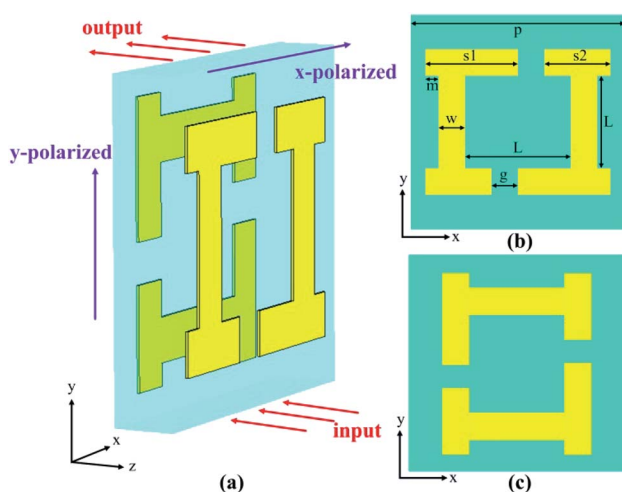 output
x-polarized
y-polarized
input
y
x
z
(a)
p
s1
s2
m
w
L
L
g
y
x
(b)
y
x
(c)